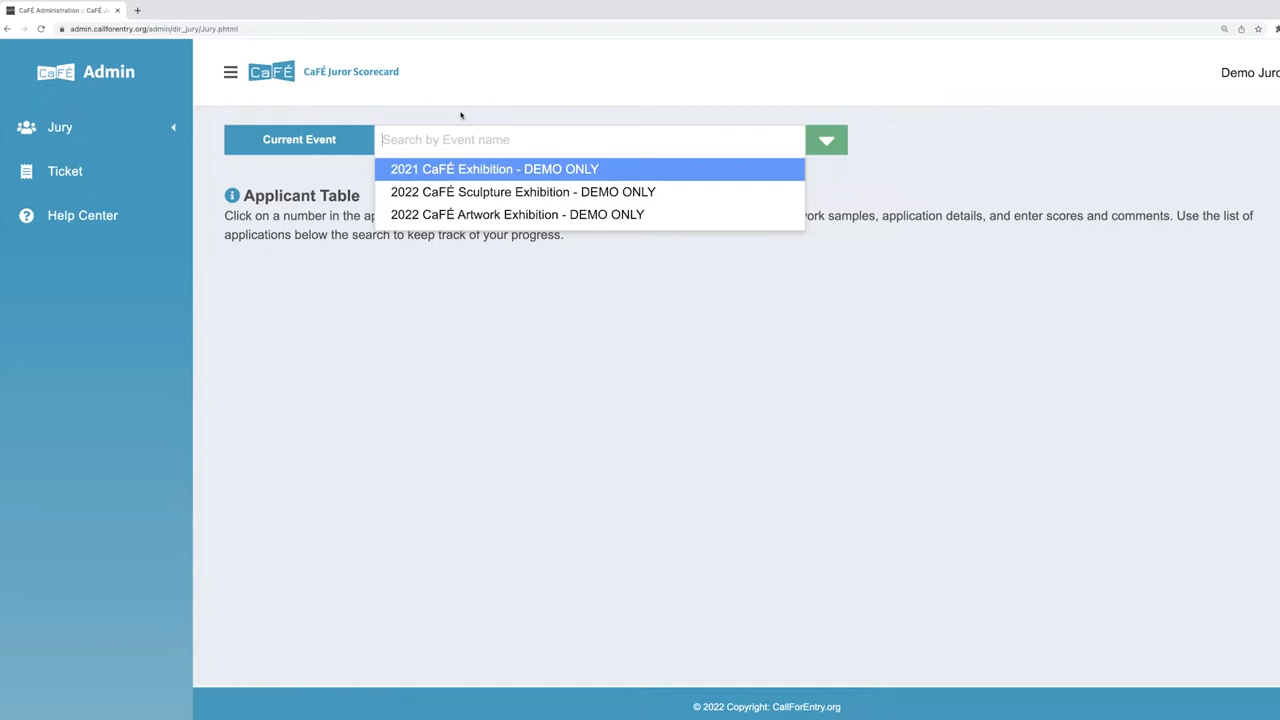 CaFÉ Administration :: CaFÉ Ju
admin.callforentry.org/admin/dir_jury/Jury.phtml
CaFÉ Admin
CaFÉ CaFÉ Juror Scorecard
Demo Juro
Jury
Ticket
Help Center
Current Event
Search by Event name
2021 CaFÉ Exhibition - DEMO ONLY
2022 CaFÉ Sculpture Exhibition - DEMO ONLY
2022 CaFÉ Artwork Exhibition - DEMO ONLY
Applicant Table
Click on a number in the ap ork samples, application details, and enter scores and comments. Use the list of
applications below the search to keep track of your progress.
© 2022 Copyright: CallForEntry.org